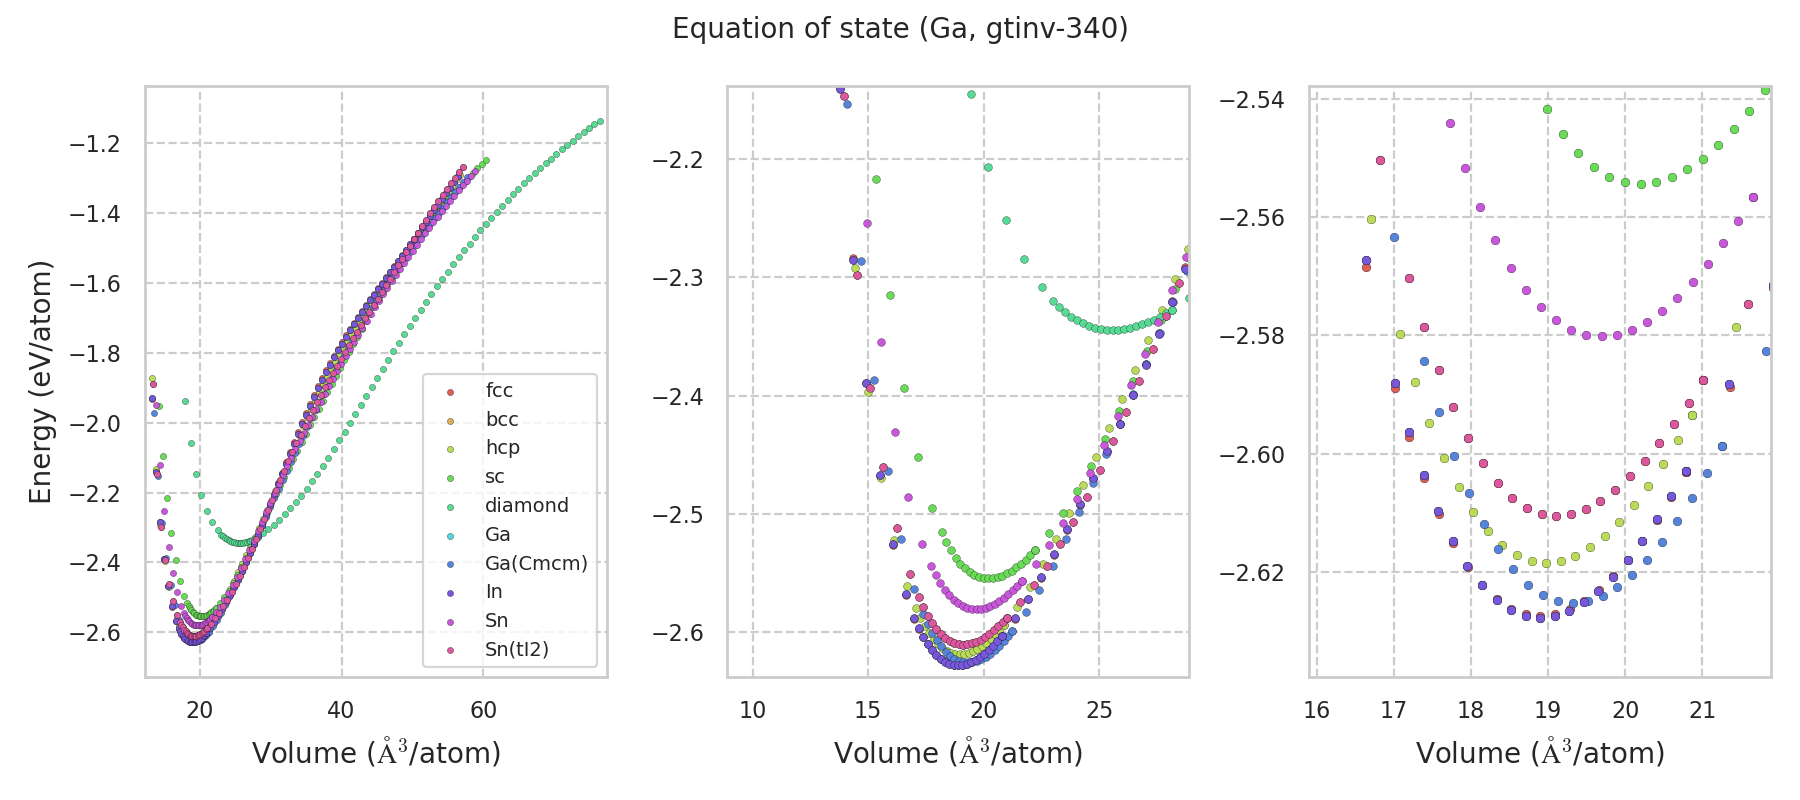 Equation of state (Ga, gtinv-340)
Energy (eV/atom)
−1.2
−1.4
−1.6
−1.8
−2.0
−2.2
−2.4
−2.6
20
40
60
Volume (Å³/atom)
fcc
bcc
hcp
sc
diamond
Ga
Ga(Cmcm)
In
Sn
Sn(tI2)
−2.2
−2.3
−2.4
−2.5
−2.6
10
15
20
25
Volume (Å³/atom)
−2.54
−2.56
−2.58
−2.60
−2.62
16
17
18
19
20
21
Volume (Å³/atom)